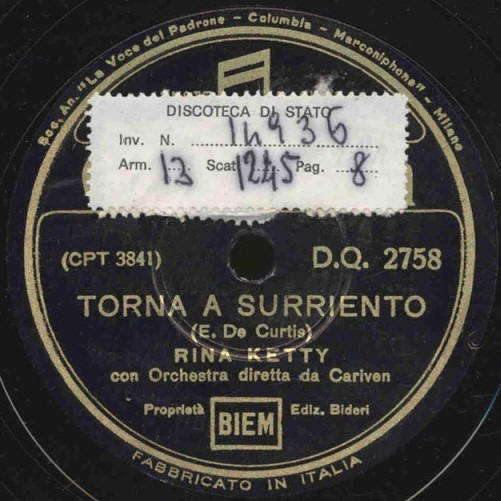 Soc. An. "La Voce del Padrone - Columbia - Marconiphone" - Milano
DISCOTECA DI STATO
Inv. N. 14936
Arm. 13 Scat 1245 Pag. 8
(CPT 3841) D.Q. 2758
TORNA A SURRIENTO
(E. De Curtis)
RINA KETTY
con Orchestra diretta da Cariven
Proprietà BIEM Ediz. Bideri
FABBRICATO IN ITALIA